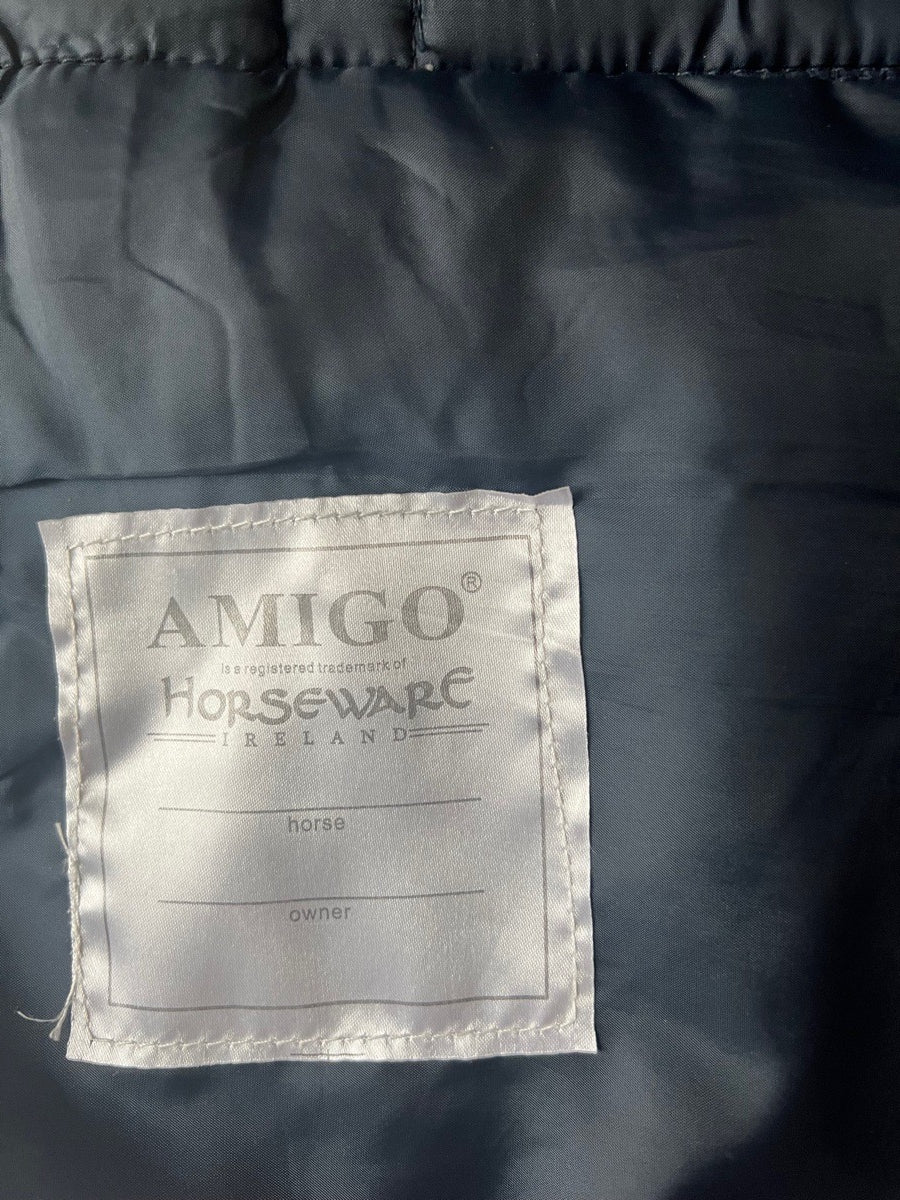 AMIGO®
is a registered trademark of
HORSEWARE
IRELAND
horse
owner